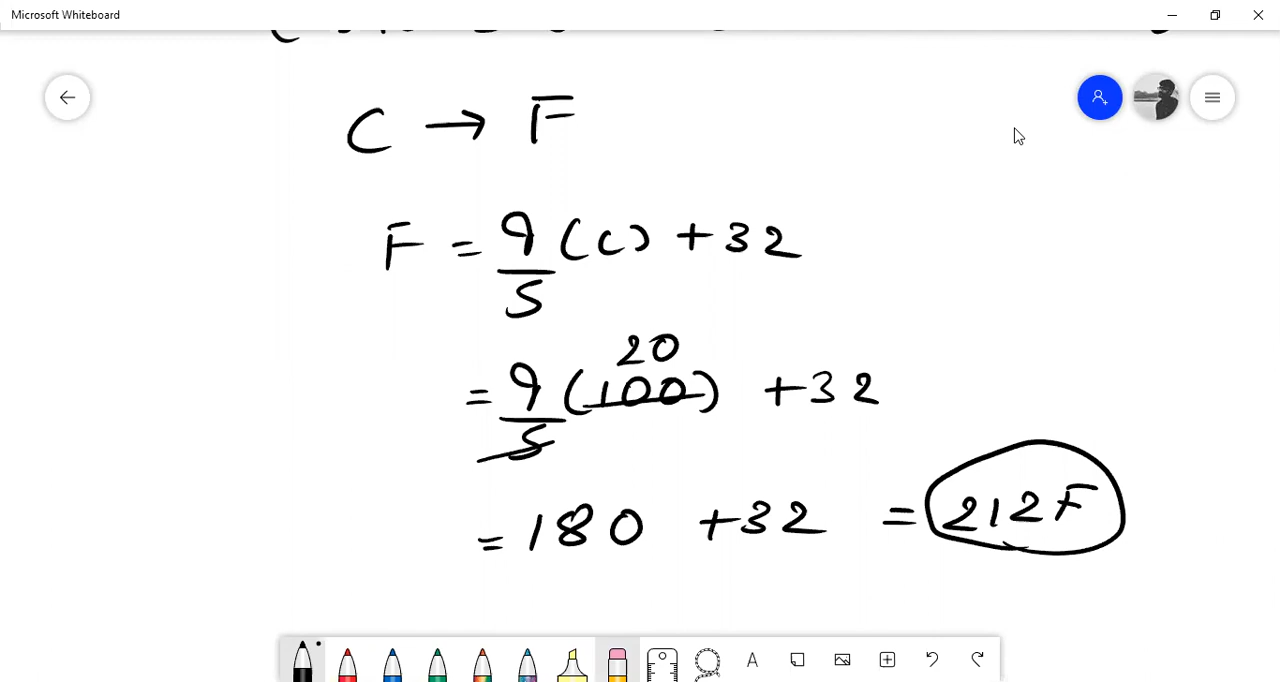 Microsoft Whiteboard
C → F
F = 9/5 (C) + 32
20
= 9/5 (100) + 32
= 180 + 32 = 212F
A